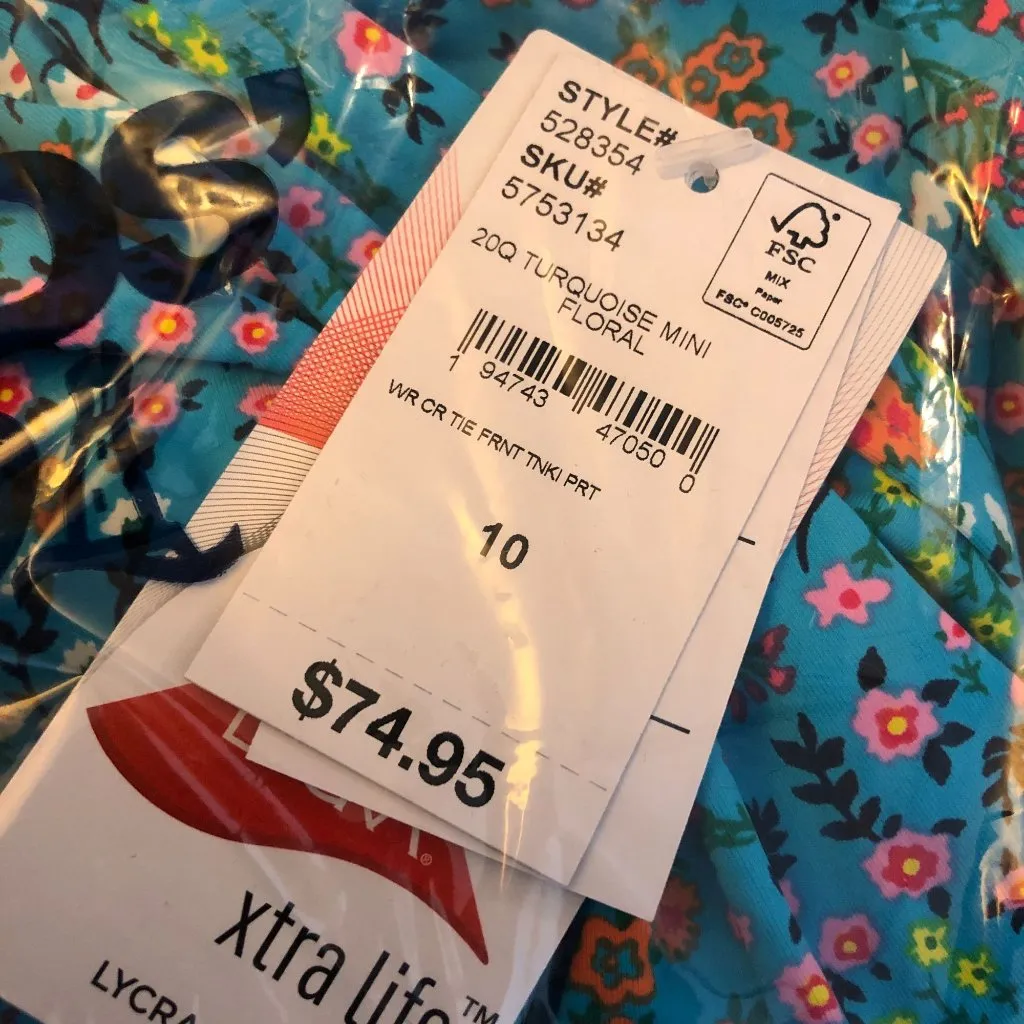 STYLE#
528354
SKU#
5753134
FSC
MIX
Paper
FSC® C005725
20Q TURQUOISE MINI
FLORAL
1 94743 47050 0
WR CR TIE FRNT TNKI PRT
10
$74.95
xtra life™
LYCRA